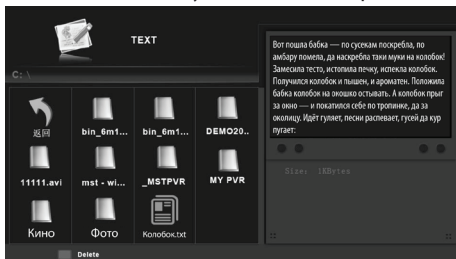 TEXT
C: \
Вот пошла бабка — по сусекам поскребла, по
амбару помела, да наскребла таки муки на колобок!
Замесила тесто, истопила печку, испекла колобок.
Получился колобок и пышен, и ароматен. Положила
бабка колобок на окошко остывать. А колобок прыг
за окно — и покатился себе по тропинке, да за
околицу. Идёт гуляет, песни распевает, гусей да кур
пугает:
返回
bin_6m1...
bin_6m1...
DEMO20..
11111.avi
mst - wi...
_MSTPVR
MY PVR
Кино
Фото
Колобок.txt
Size: 1KBytes
Delete